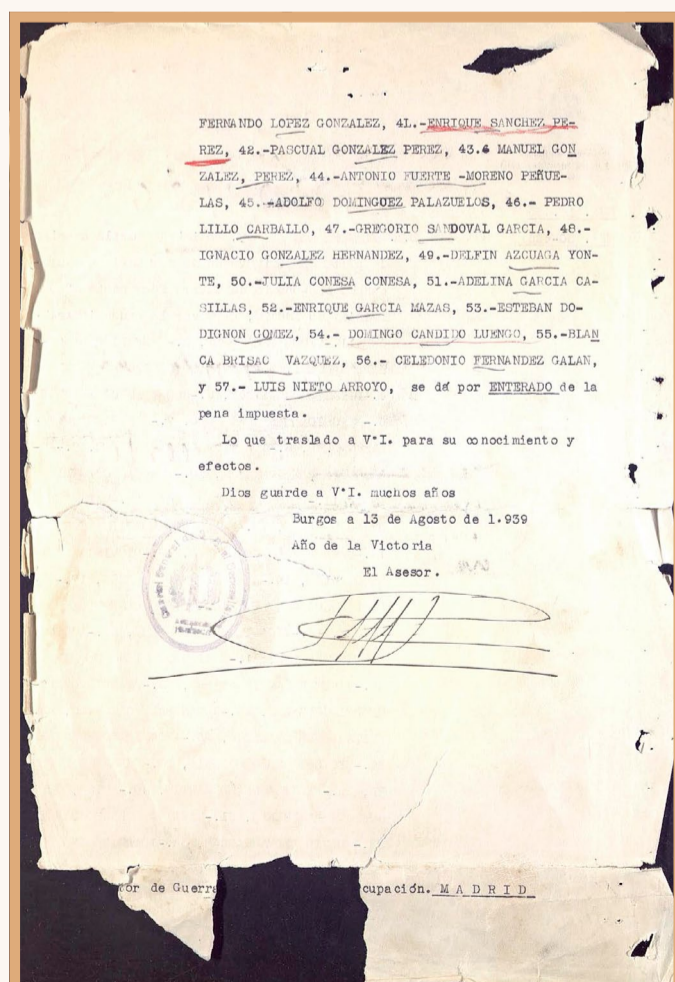 FERNANDO LOPEZ GONZALEZ, 41.-ENRIQUE SANCHEZ PE-
REZ, 42.-PASCUAL GONZALEZ PEREZ, 43.- MANUEL GON
ZALEZ, PEREZ, 44.-ANTONIO FUERTE -MORENO PEÑUE-
LAS, 45.-ADOLFO DOMINGUEZ PALAZUELOS, 46.- PEDRO
LILLO CARBALLO, 47.-GREGORIO SANDOVAL GARCIA, 48.-
IGNACIO GONZALEZ HERNANDEZ, 49.-DELFIN AZCUAGA YON-
TE, 50.-JULIA CONESA CONESA, 51.-ADELINA GARCIA CA-
SILLAS, 52.-ENRIQUE GARCIA MAZAS, 53.-ESTEBAN DO-
DIGNON GOMEZ, 54.- DOMINGO CANDIDO LUENGO, 55.-BLAN
CA BRISAC VAZQUEZ, 56.- CELEDONIO FERNANDEZ GALAN,
y 57.- LUIS NIETO ARROYO, se dá por ENTERADO de la
pena impuesta.
Lo que traslado a V·I. para su conocimiento y
efectos.
Dios guarde a V·I. muchos años
Burgos a 13 de Agosto de 1.939
Año de la Victoria
El Asesor.
tor de Guerra cupación. MADRID